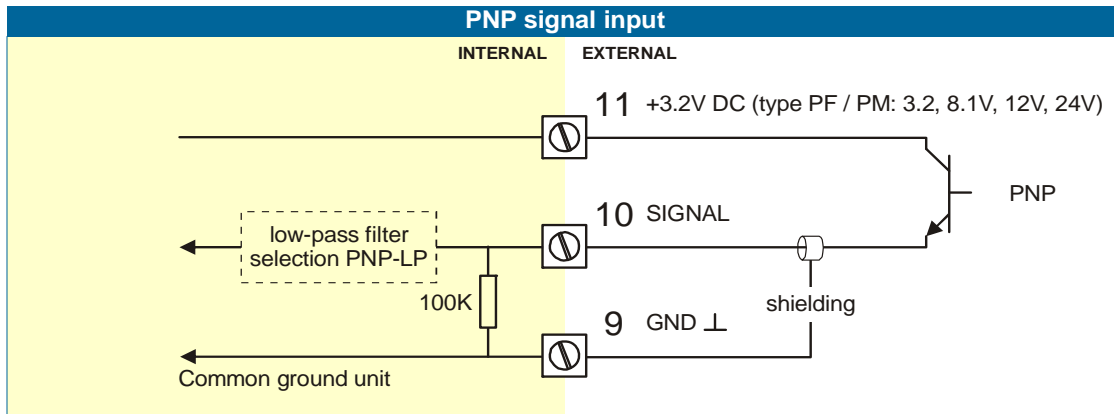 PNP signal input
INTERNAL EXTERNAL
11 +3.2V DC (type PF / PM: 3.2, 8.1V, 12V, 24V)
PNP
10 SIGNAL
low-pass filter
selection PNP-LP
100K
shielding
9 GND ⊥
Common ground unit